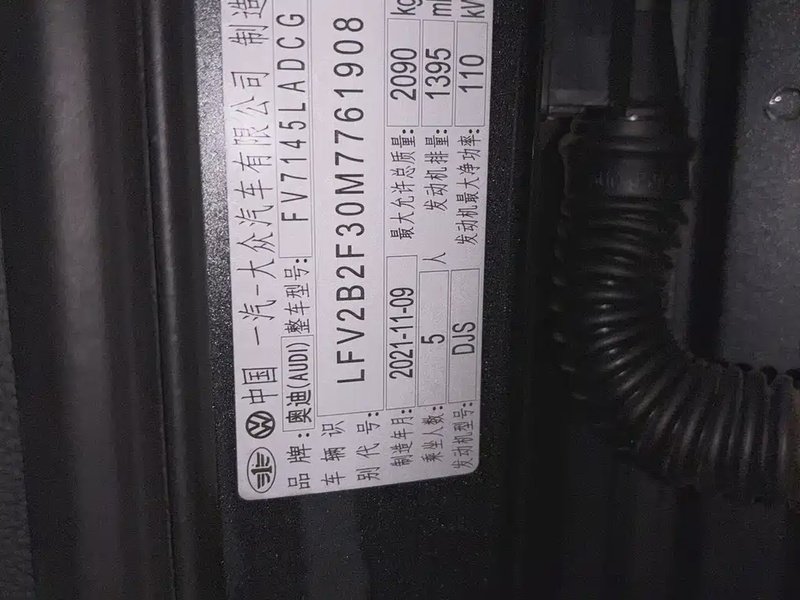 中国 一汽-大众汽车有限公司 制造
品牌: 奥迪(AUDI) 整车型号: FV7145LADCG
车辆识别代号: LFV2B2F30M7761908
制造年月: 2021-11-09 最大允许总质量: 2090 kg
乘坐人数: 5 人 发动机排量: 1395 ml
发动机型号: DJS 发动机最大净功率: 110 kW